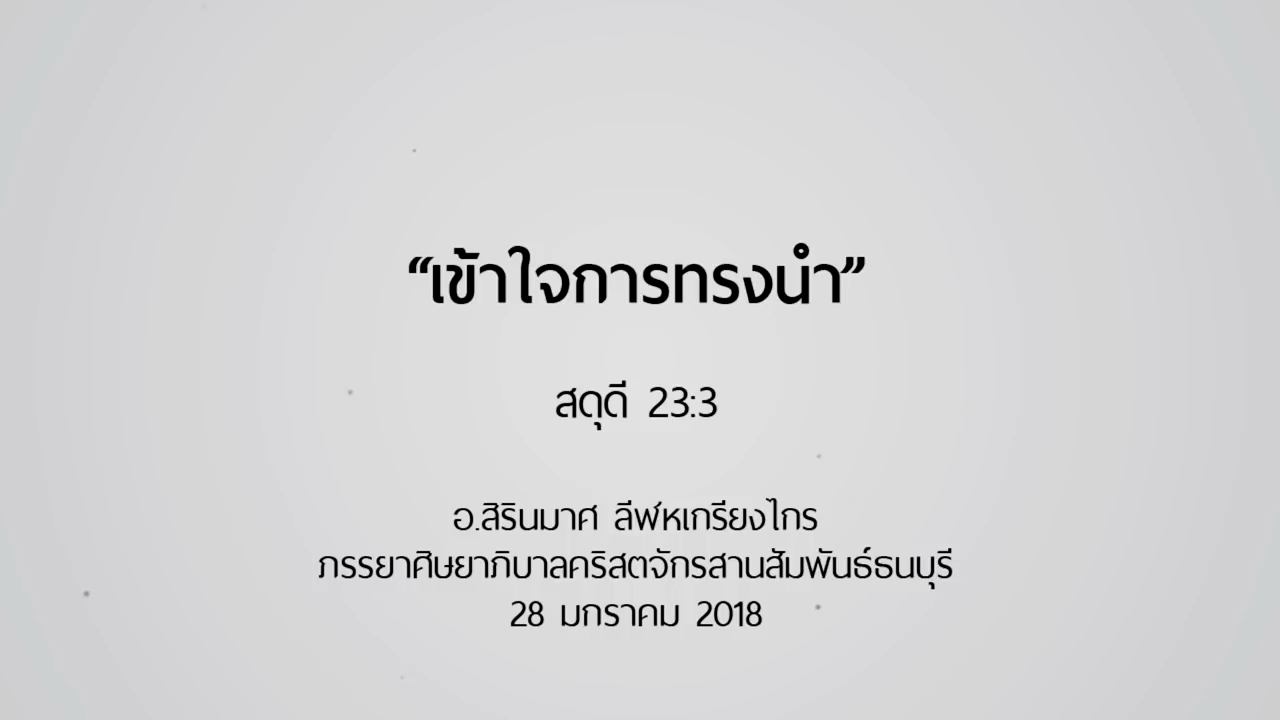 “เข้าใจการทรงนำ”
สดุดี 23:3
อ.สิรินมาศ ลีฬหเกรียงไกร
ภรรยาศิษยาภิบาลคริสตจักรสานสัมพันธ์ธนบุรี
28 มกราคม 2018